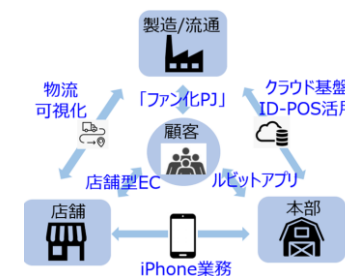 製造/流通
物流
可視化
「ファン化PJ」
クラウド基盤
ID-POS活用
顧客
店舗型EC
ルビットアプリ
店舗
本部
iPhone業務